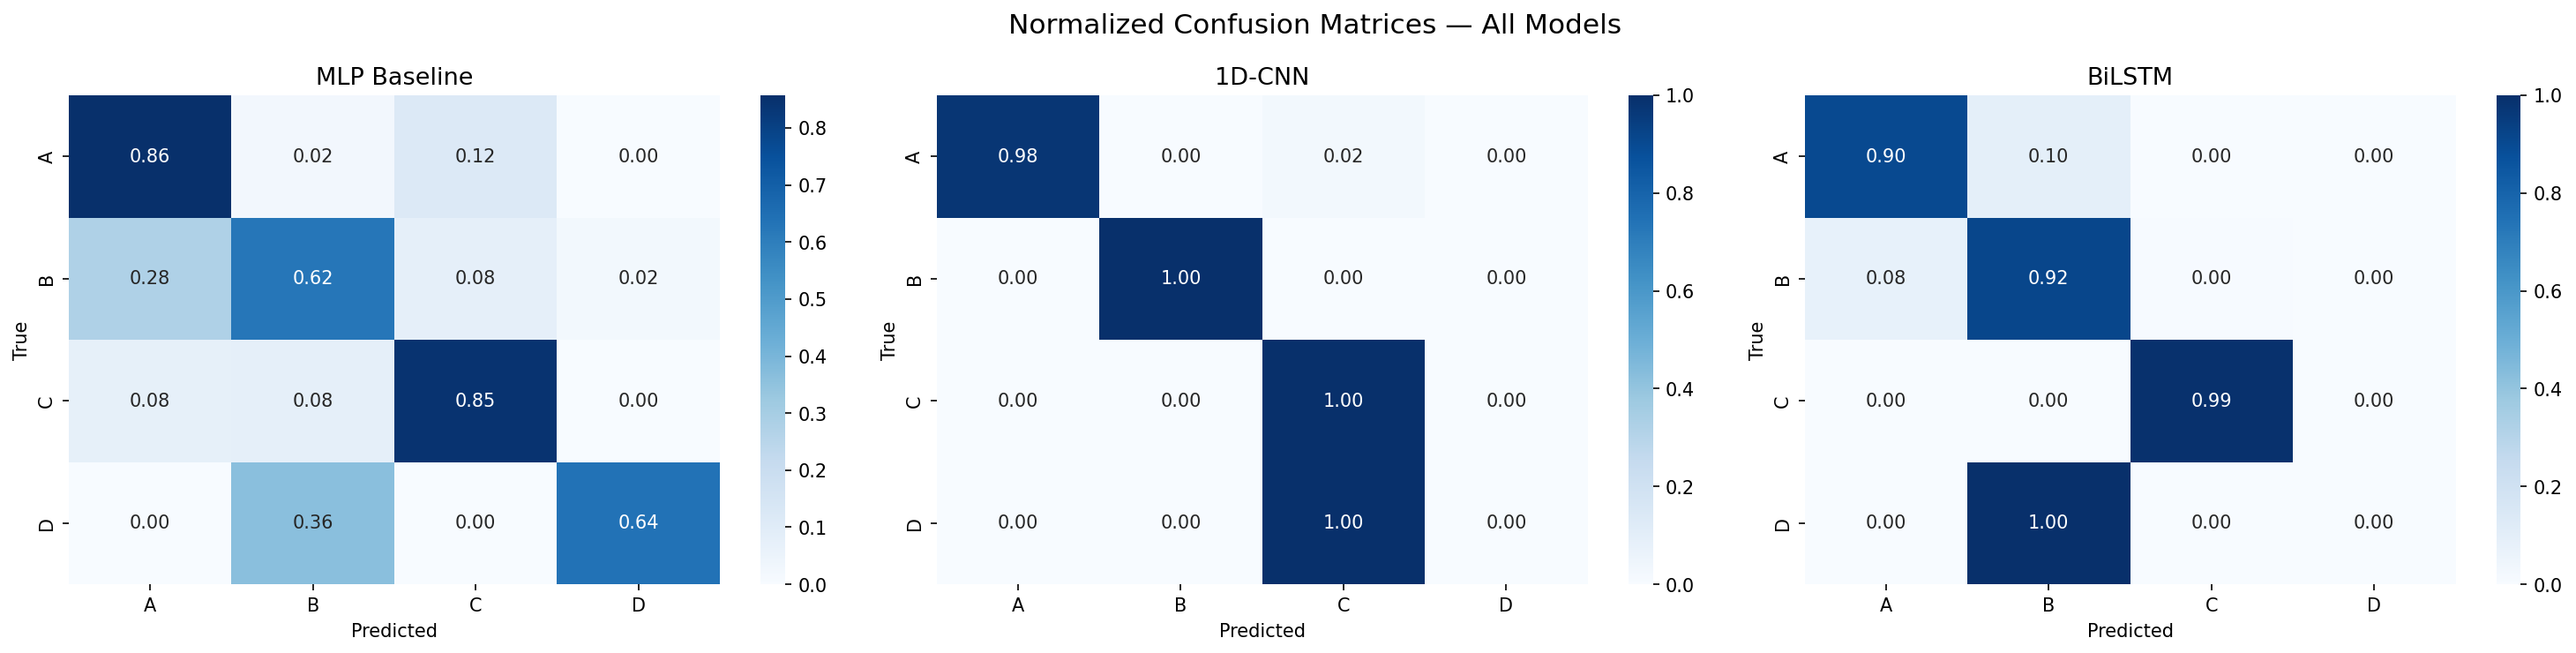 Normalized Confusion Matrices — All Models
MLP Baseline
True
A
0.86 0.02 0.12 0.00
B
0.28 0.62 0.08 0.02
C
0.08 0.08 0.85 0.00
D
0.00 0.36 0.00 0.64
A B C D
Predicted
0.8
0.7
0.6
0.5
0.4
0.3
0.2
0.1
0.0
1D-CNN
True
A
0.98 0.00 0.02 0.00
B
0.00 1.00 0.00 0.00
C
0.00 0.00 1.00 0.00
D
0.00 0.00 1.00 0.00
A B C D
Predicted
1.0
0.8
0.6
0.4
0.2
0.0
BiLSTM
True
A
0.90 0.10 0.00 0.00
B
0.08 0.92 0.00 0.00
C
0.00 0.00 0.99 0.00
D
0.00 1.00 0.00 0.00
A B C D
Predicted
1.0
0.8
0.6
0.4
0.2
0.0